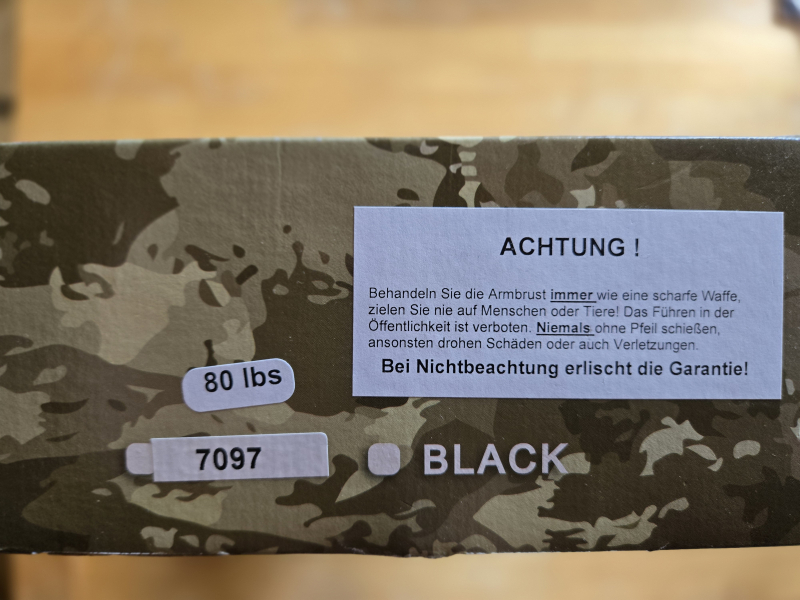 ACHTUNG !
Behandeln Sie die Armbrust immer wie eine scharfe Waffe,
zielen Sie nie auf Menschen oder Tiere! Das Führen in der
Öffentlichkeit ist verboten. Niemals ohne Pfeil schießen,
ansonsten drohen Schäden oder auch Verletzungen.
Bei Nichtbeachtung erlischt die Garantie!
80 lbs
7097
BLACK